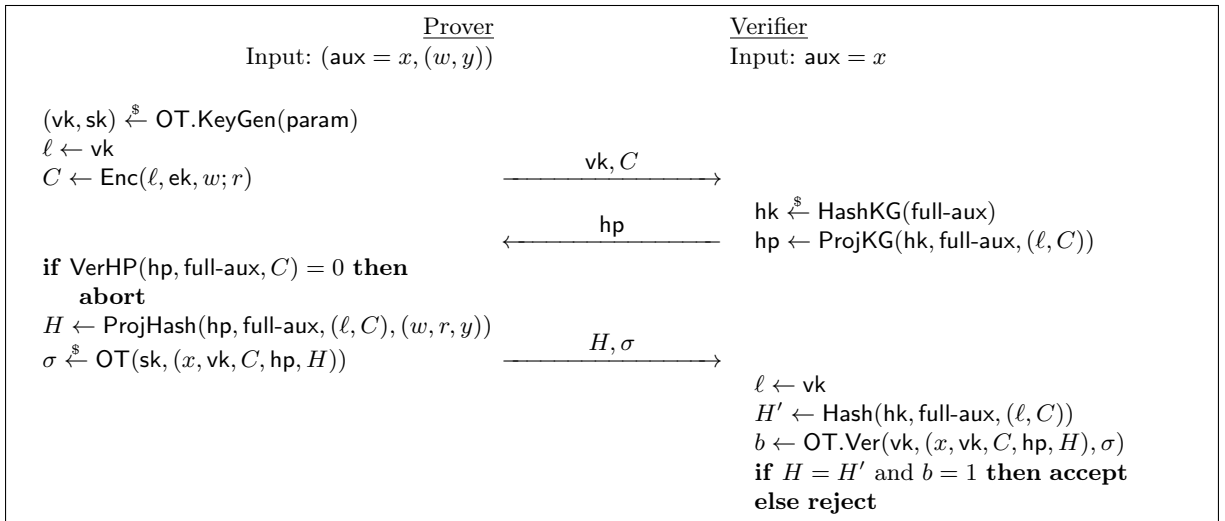 Prover Verifier
Input: (aux = x, (w, y)) Input: aux = x
(vk, sk) ←$ OT.KeyGen(param)
ℓ ← vk
C ← Enc(ℓ, ek, w; r) vk, C
hk ←$ HashKG(full-aux)
hp hp ← ProjKG(hk, full-aux, (ℓ, C))
if VerHP(hp, full-aux, C) = 0 then
abort
H ← ProjHash(hp, full-aux, (ℓ, C), (w, r, y))
σ ←$ OT(sk, (x, vk, C, hp, H)) H, σ
ℓ ← vk
H′ ← Hash(hk, full-aux, (ℓ, C))
b ← OT.Ver(vk, (x, vk, C, hp, H), σ)
if H = H′ and b = 1 then accept
else reject